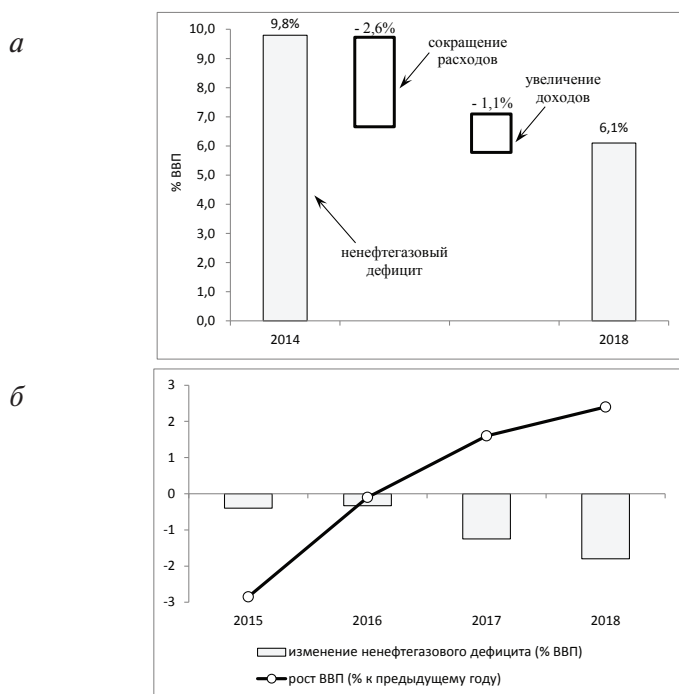 а
10,0
9,0
8,0
7,0
6,0
5,0
4,0
3,0
2,0
1,0
0,0
% ВВП
9,8%
- 2,6%
сокращение
расходов
увеличение
доходов
- 1,1%
6,1%
ненефтегазовый
дефицит
2014
2018
б
3
2
1
0
-1
-2
-3
2015
2016
2017
2018
изменение ненефтегазового дефицита (% ВВП)
рост ВВП (% к предыдущему году)